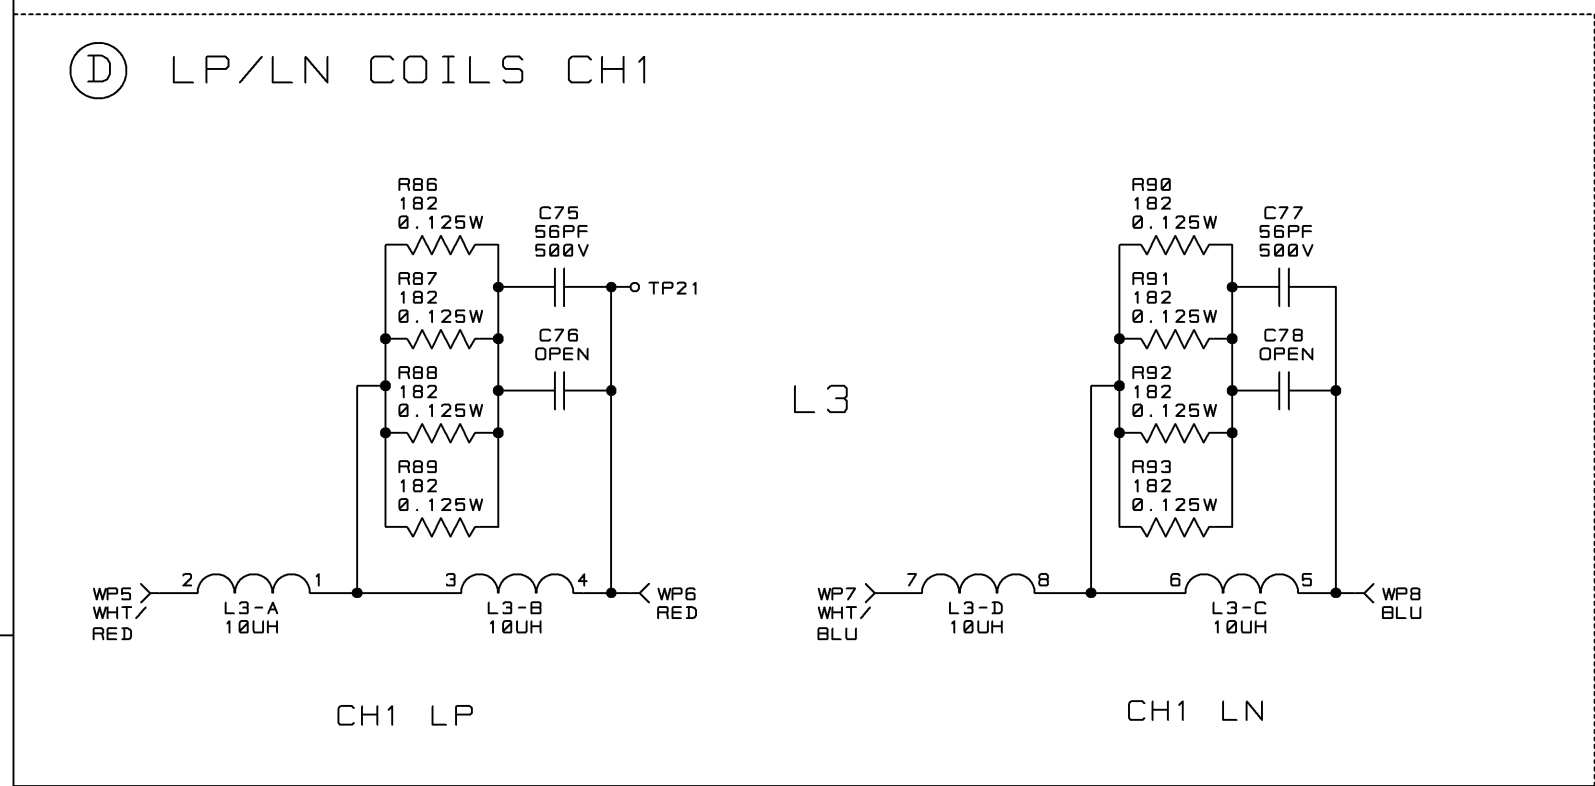 D LP/LN COILS CH1
R86
182
0.125W
C75
56PF
500V
R87
182
0.125W
TP21
C76
OPEN
R88
182
0.125W
R89
182
0.125W
WP5
WHT/
RED
2
1
L3-A
10UH
3
4
L3-B
10UH
WP6
RED
CH1 LP
L3
R90
182
0.125W
C77
56PF
500V
R91
182
0.125W
C78
OPEN
R92
182
0.125W
R93
182
0.125W
WP7
WHT/
BLU
7
8
L3-D
10UH
6
5
L3-C
10UH
WP8
BLU
CH1 LN